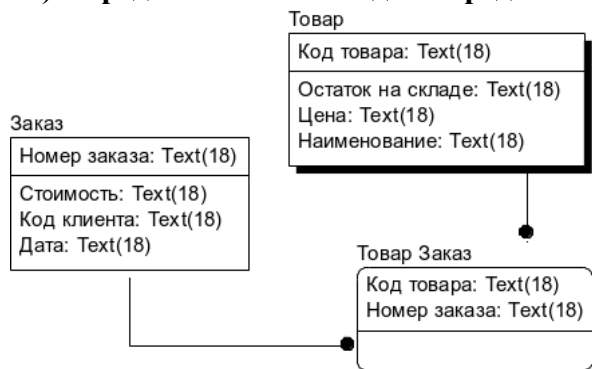 Товар
Код товара: Text(18)
Остаток на складе: Text(18)
Цена: Text(18)
Наименование: Text(18)
Заказ
Номер заказа: Text(18)
Стоимость: Text(18)
Код клиента: Text(18)
Дата: Text(18)
Товар Заказ
Код товара: Text(18)
Номер заказа: Text(18)